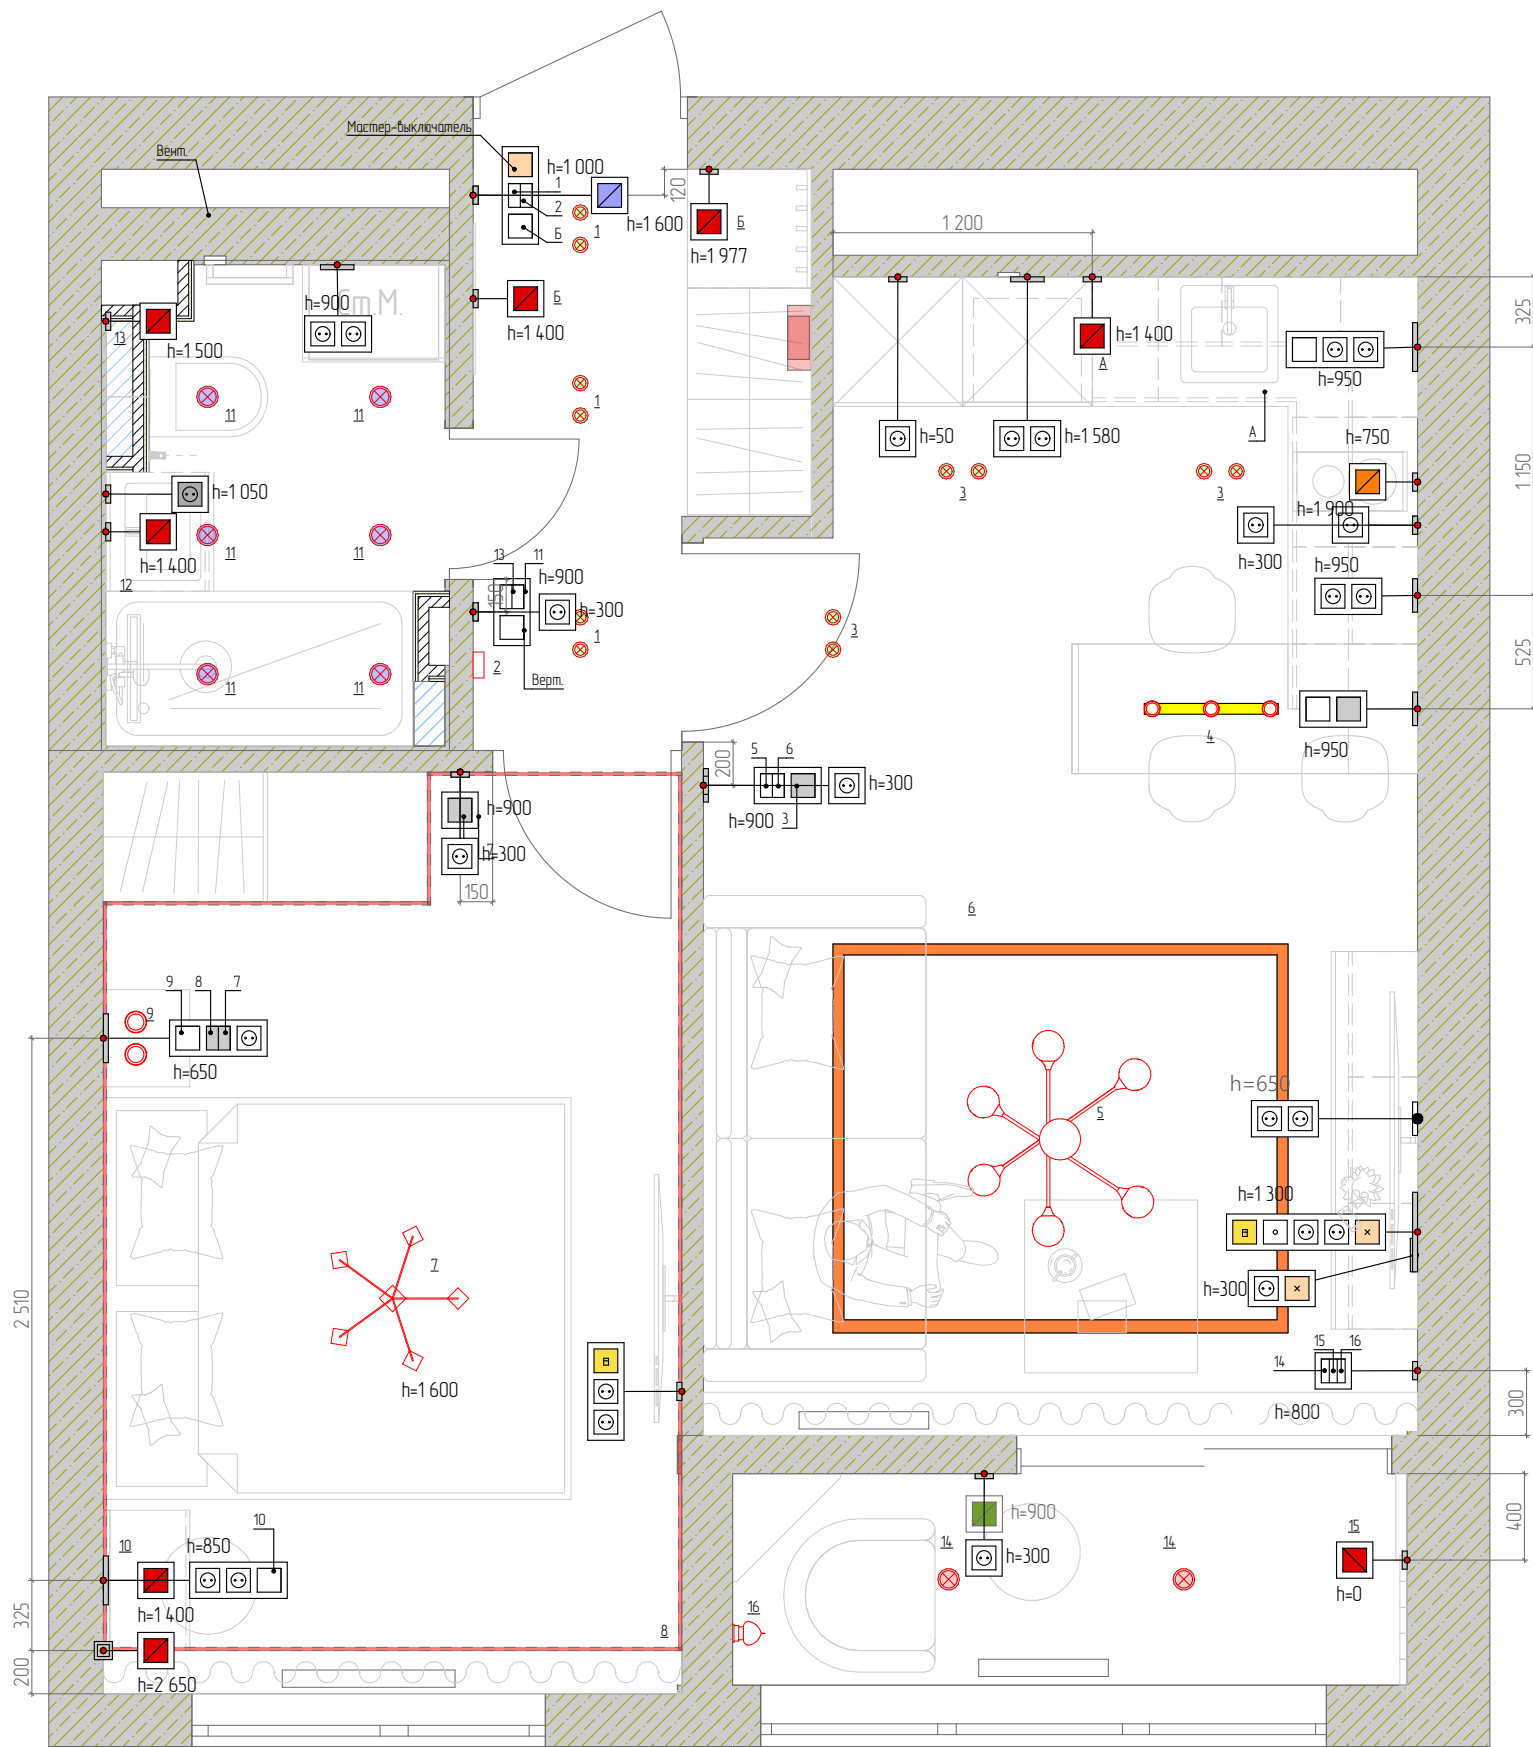 Мастер-выключатель
Вент.
h=1 000
1
2
Б
h=1 600
1
120
Б
h=1 977
1 200
Б
h=1 400
h=900
Ст.М.
13
h=1 500
h=1 400
А
325
h=950
11
11
1
h=50
h=1 580
А
h=750
3
3
1 150
h=1 050
h=1 900
h=300
11
11
h=1 400
12
13
11
h=900
150
h=300
h=950
1
3
2
Верт.
525
11
11
4
h=950
5
6
200
h=300
h=900
3
h=900
7
h=300
150
6
9
8
7
9
h=650
h=650
5
h=1 300
7
h=300
2 510
h=1 600
15
16
14
h=800
300
h=900
400
10
10
h=850
14
14
h=300
15
h=0
h=1 400
325
16
8
200
h=2 650